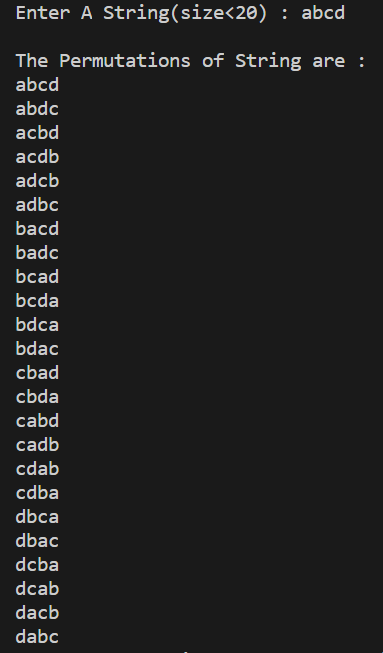 Enter A String(size<20) : abcd
The Permutations of String are :
abcd
abdc
acbd
acdb
adcb
adbc
bacd
badc
bcad
bcda
bdca
bdac
cbad
cbda
cabd
cadb
cdab
cdba
dbca
dbac
dcba
dcab
dacb
dabc